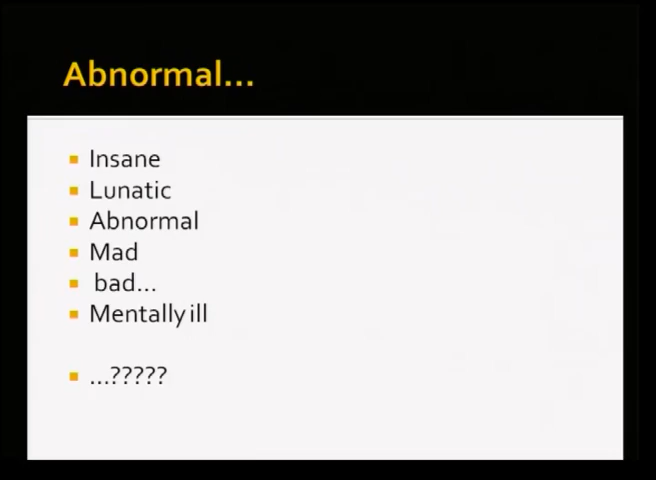 Abnormal...
Insane
Lunatic
Abnormal
Mad
bad...
Mentally ill
...?????